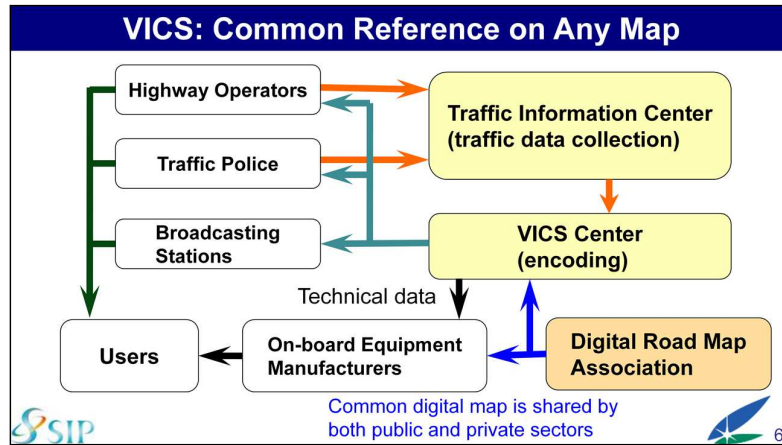 VICS: Common Reference on Any Map
Highway Operators
Traffic Information Center
(traffic data collection)
Traffic Police
Broadcasting
Stations
VICS Center
(encoding)
Technical data
Users
On-board Equipment
Manufacturers
Digital Road Map
Association
Common digital map is shared by
both public and private sectors
SIP
6